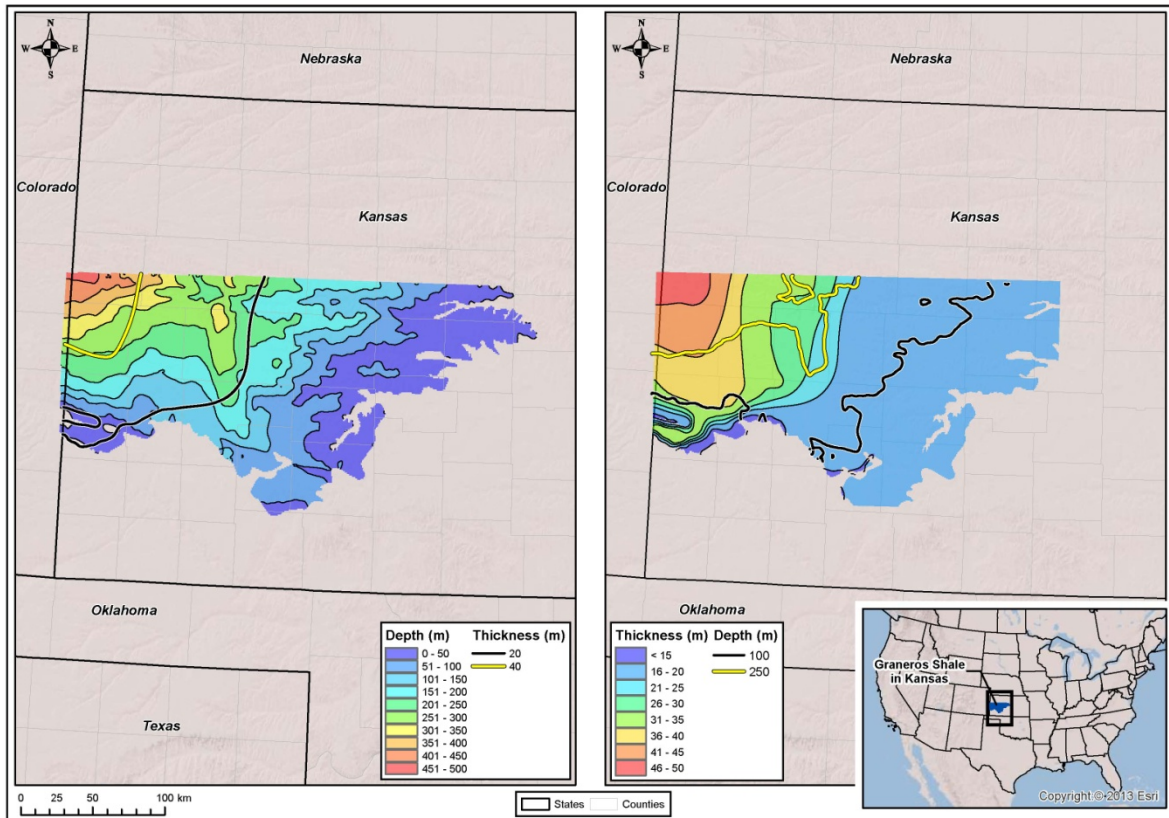 N
W E
S
Nebraska
Colorado
Kansas
Oklahoma
Texas
Depth (m)
0 - 50
51 - 100
101 - 150
151 - 200
201 - 250
251 - 300
301 - 350
351 - 400
401 - 450
451 - 500
Thickness (m)
20
40
0 25 50 100 km
N
W E
S
Nebraska
Colorado
Kansas
Oklahoma
Thickness (m)
< 15
16 - 20
21 - 25
26 - 30
31 - 35
36 - 40
41 - 45
46 - 50
Depth (m)
100
250
Graneros Shale
in Kansas
Copyright © 2013 Esri
States Counties